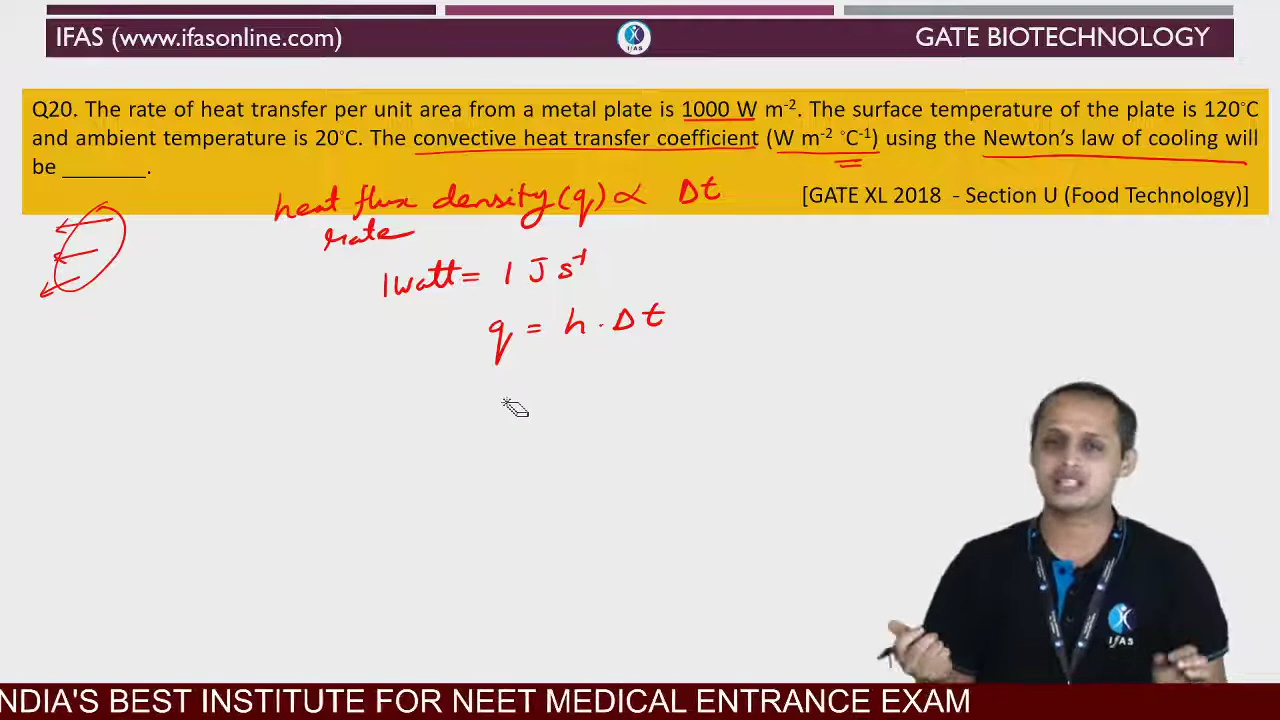 IFAS (www.ifasonline.com)
IFAS
GATE BIOTECHNOLOGY
Q20. The rate of heat transfer per unit area from a metal plate is 1000 W m-2. The surface temperature of the plate is 120°C
and ambient temperature is 20°C. The convective heat transfer coefficient (W m-2 °C-1) using the Newton's law of cooling will
be _______.
[GATE XL 2018 - Section U (Food Technology)]
heat flux density (q) ∝ Δt
rate
1 watt = 1 J s-1
q = h . Δt
IFAS
NDIA'S BEST INSTITUTE FOR NEET MEDICAL ENTRANCE EXAM